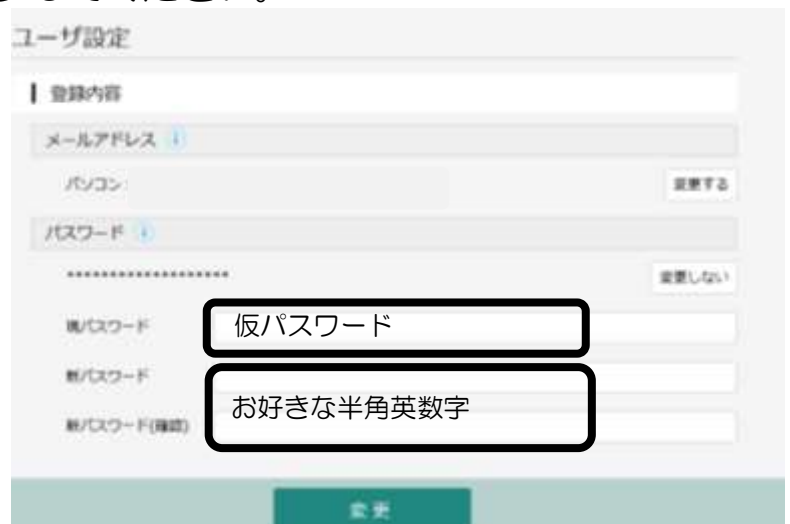 ユーザ設定
登録内容
メールアドレス
パソコン:
変更する
パスワード
*******************
変更しない
現パスワード
仮パスワード
新パスワード
お好きな半角英数字
新パスワード(確認)
変更